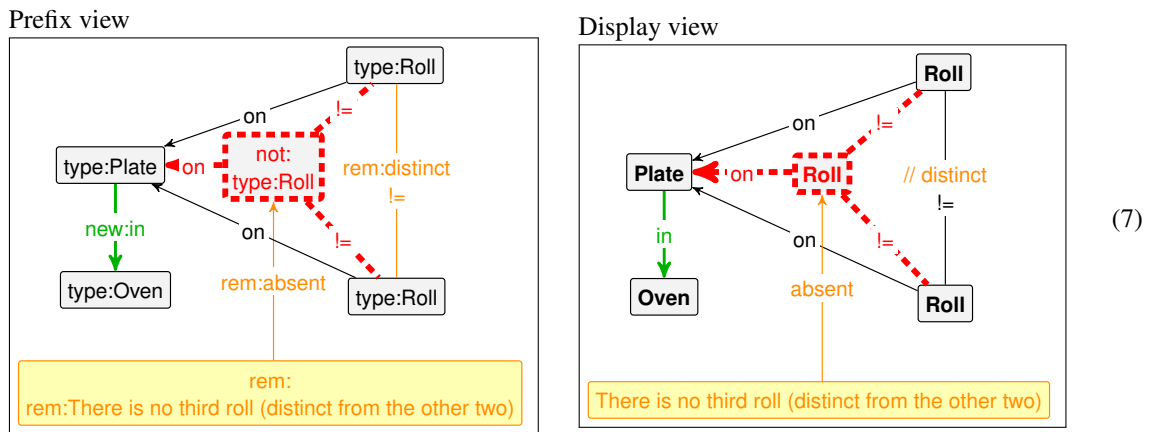 Prefix view
type:Roll
on
!=
type:Plate
on
not:
type:Roll
rem:distinct
!=
new:in
on
!=
type:Oven
rem:absent
type:Roll
rem:
rem:There is no third roll (distinct from the other two)
Display view
Roll
on
!=
Plate
on
Roll
// distinct
!=
in
on
!=
Oven
absent
Roll
There is no third roll (distinct from the other two)
(7)